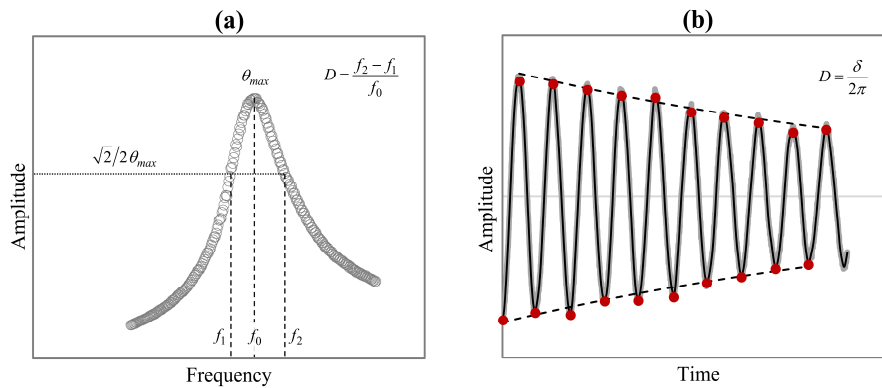 (a)
θmax
D - (f2 - f1)/f0
√2/2 θmax
Amplitude
f1 f0 f2
Frequency
(b)
D = δ/2π
Amplitude
Time